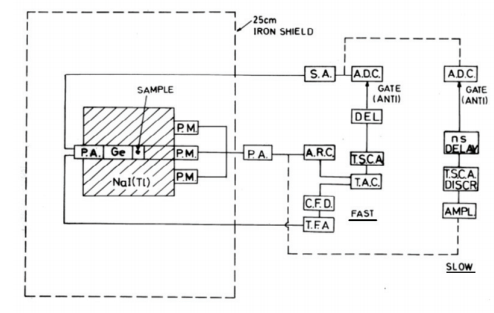 25cm
IRON SHIELD
S.A.
A.D.C.
A.D.C.
GATE
(ANTI)
GATE
(ANTI)
SAMPLE
DEL
P.M.
ns
DELAY
P.A.
Ge
P.M.
P.A.
A.R.C.
T.S.C.A.
NaI(Tl)
P.M.
T.A.C.
T.S.C.A.
DISCR.
C.F.D.
FAST
AMPL.
T.F.A
SLOW